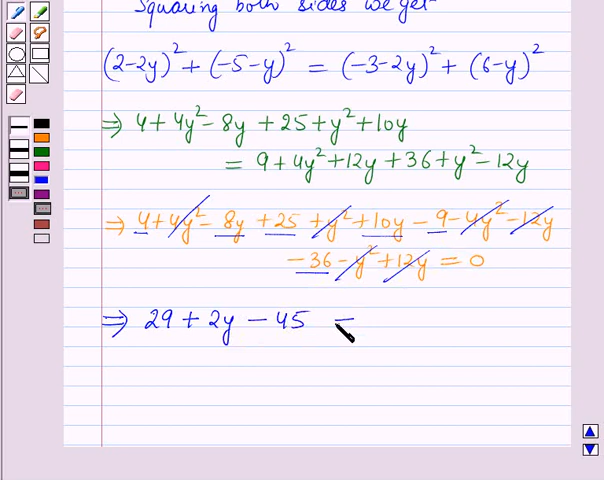 Squaring both sides we get
(2-2y)² + (-5-y)² = (-3-2y)² + (6-y)²
⇒ 4 + 4y² - 8y + 25 + y² + 10y
= 9 + 4y² + 12y + 36 + y² - 12y
⇒ 4 + 4y² - 8y + 25 + y² + 10y - 9 - 4y² - 12y
- 36 - y² + 12y = 0
⇒ 29 + 2y - 45 =